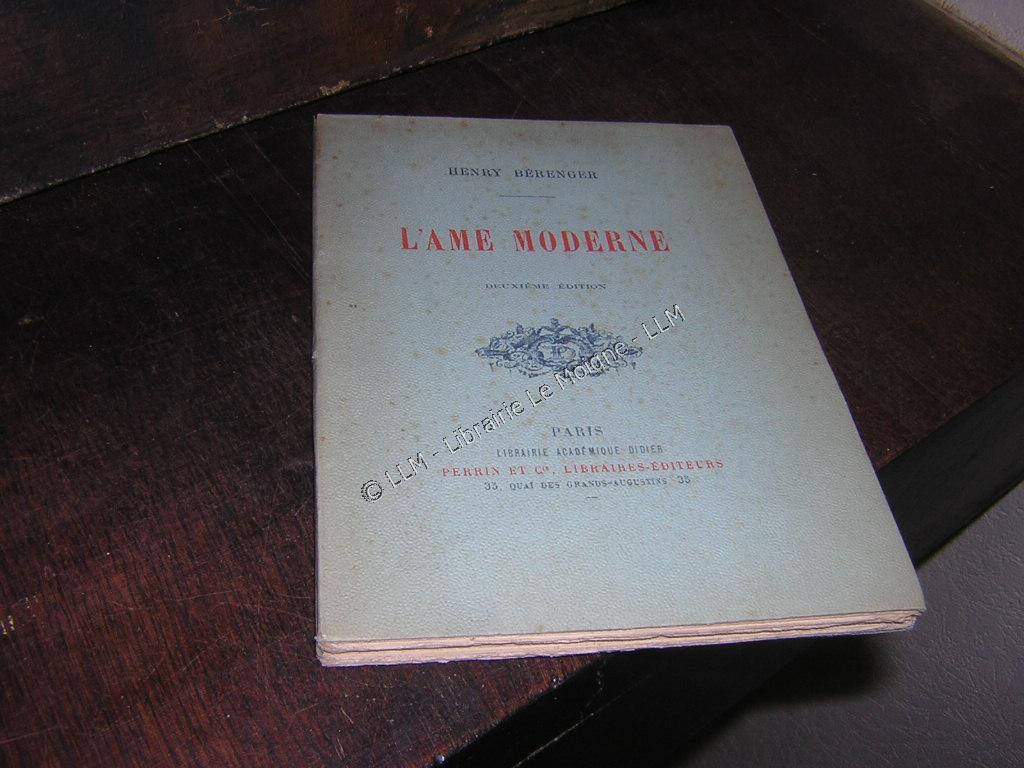 HENRY BÉRENGER
L'AME MODERNE
DEUXIÈME ÉDITION
© LLM - Librairie Le Moigne - LLM
PARIS
LIBRAIRIE ACADÉMIQUE DIDIER
PERRIN ET Cie, LIBRAIRES-ÉDITEURS
35, QUAI DES GRANDS-AUGUSTINS, 35